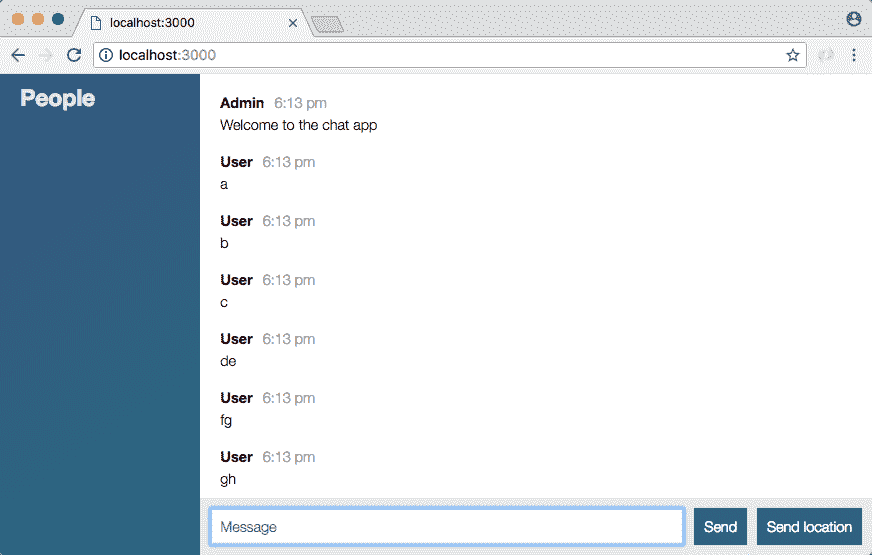 localhost:3000
localhost:3000
People
Admin 6:13 pm
Welcome to the chat app
User 6:13 pm
a
User 6:13 pm
b
User 6:13 pm
c
User 6:13 pm
de
User 6:13 pm
fg
User 6:13 pm
gh
Message Send Send location